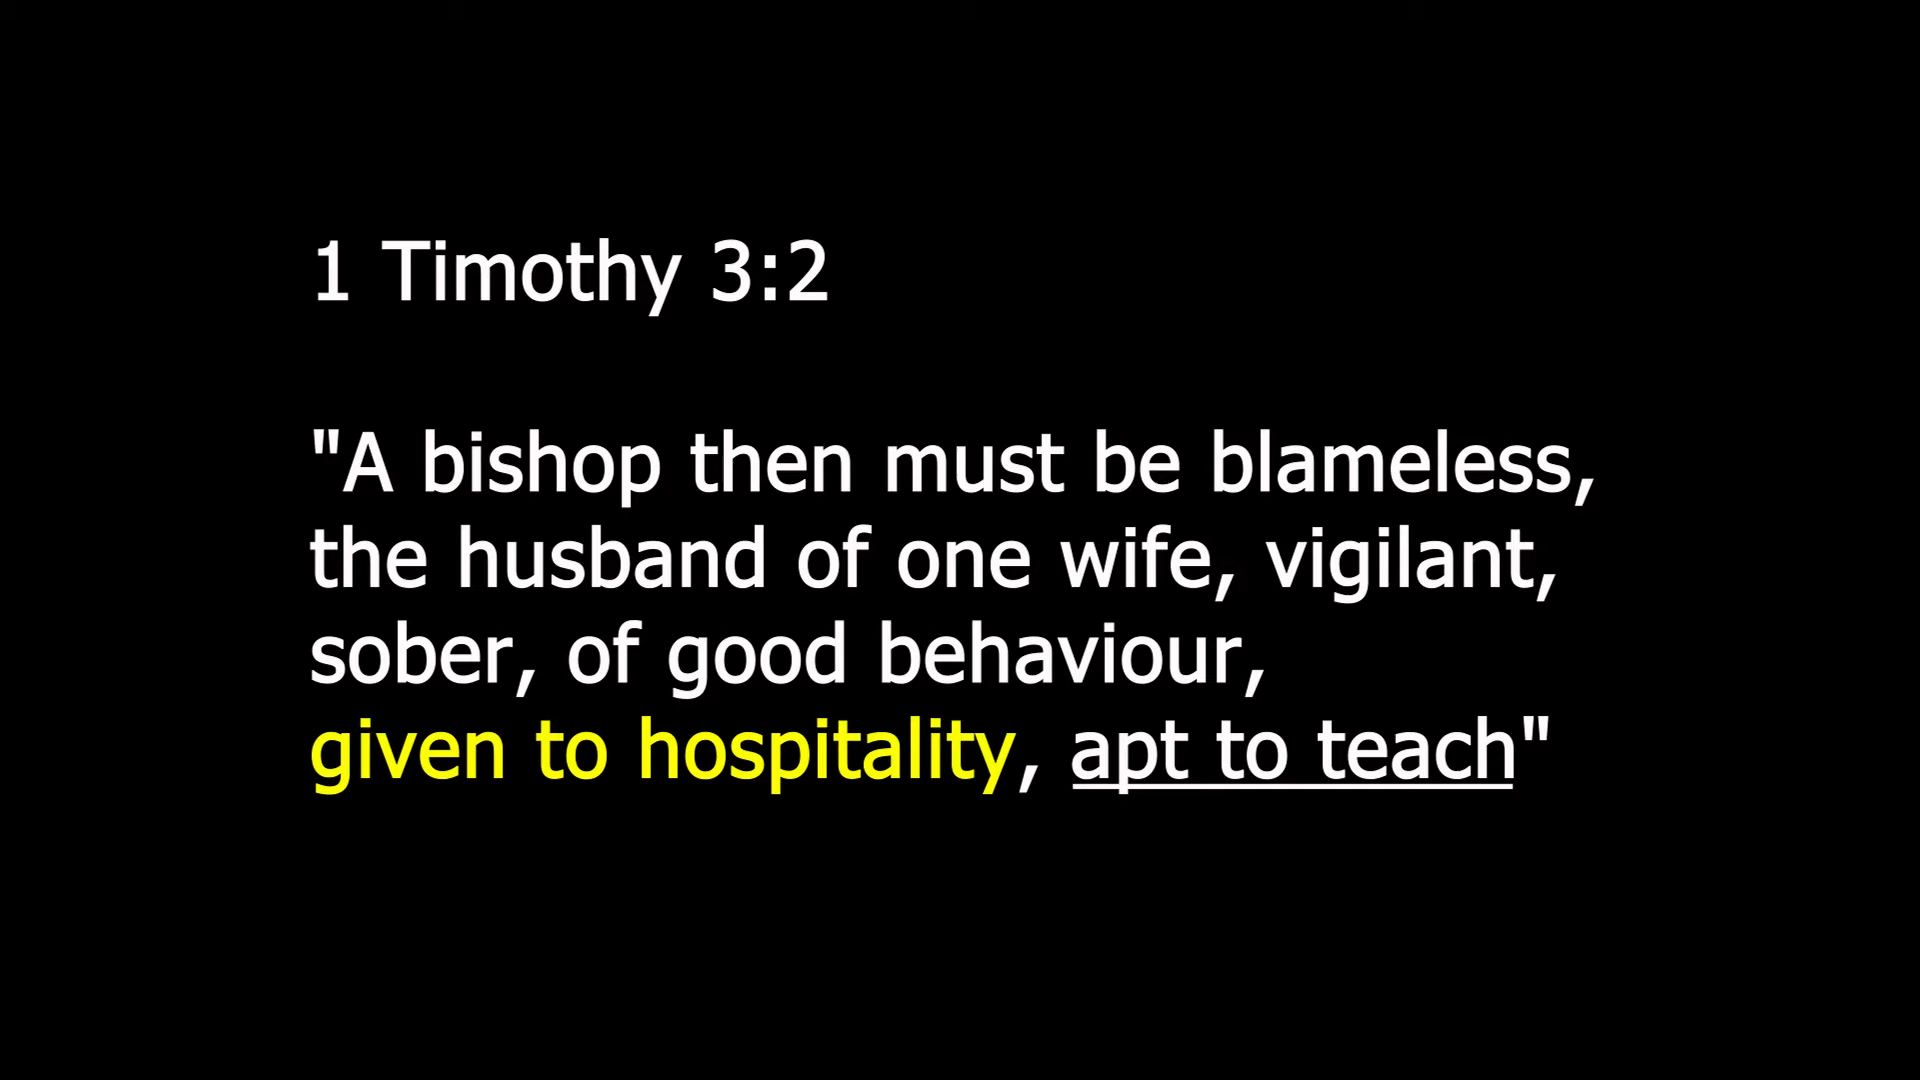 1 Timothy 3:2
"A bishop then must be blameless,
the husband of one wife, vigilant,
sober, of good behaviour,
given to hospitality, apt to teach"